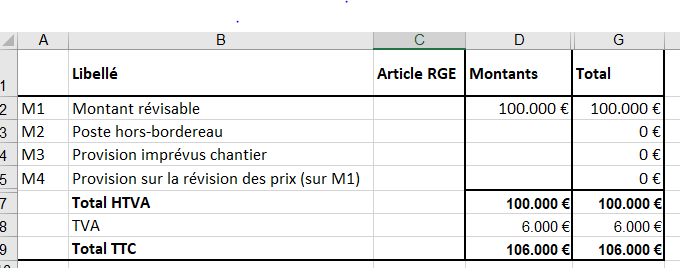 A B C D G
1 Libellé Article RGE Montants Total
2 M1 Montant révisable 100.000 € 100.000 €
3 M2 Poste hors-bordereau 0 €
4 M3 Provision imprévus chantier 0 €
5 M4 Provision sur la révision des prix (sur M1) 0 €
7 Total HTVA 100.000 € 100.000 €
8 TVA 6.000 € 6.000 €
9 Total TTC 106.000 € 106.000 €